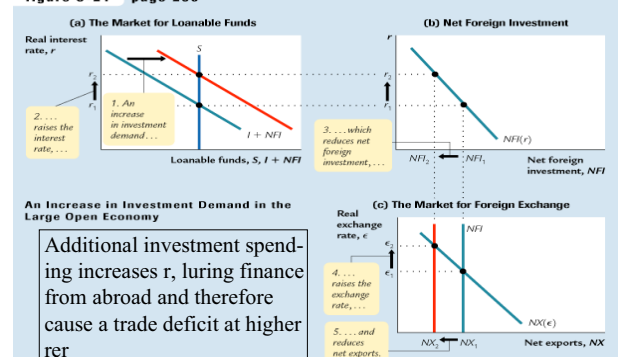 (a) The Market for Loanable Funds
Real interest
rate, r
S
r₂
r₁
1. An
increase
in investment
demand . . .
2. . . .
raises the
interest
rate, . . .
I + NFI
Loanable funds, S, I + NFI
(b) Net Foreign Investment
r
r₂
r₁
3. . . . which
reduces net
foreign
investment, . . .
NFI(r)
NFI₂
NFI₁
Net foreign
investment, NFI
An Increase in Investment Demand in the
Large Open Economy
Additional investment spend-
ing increases r, luring finance
from abroad and therefore
cause a trade deficit at higher
rer
(c) The Market for Foreign Exchange
Real
exchange
rate, ϵ
NFI
ϵ₂
ϵ₁
4. . . .
raises the
exchange
rate, . . .
5. . . . and
reduces
net exports.
NX(ϵ)
NX₂
NX₁
Net exports, NX